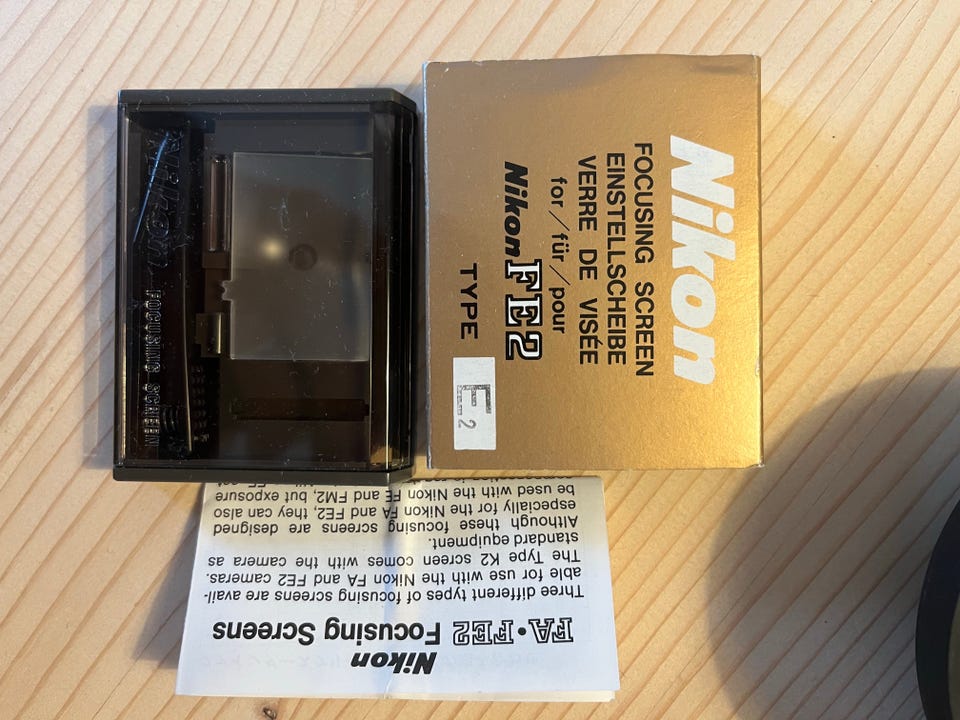 Nikon
FOCUSING SCREEN
EINSTELLSCHEIBE
VERRE DE VISÉE
for/für/pour
Nikon FE2
TYPE
E2
Nikon
FOCUSING SCREEN
Nikon
FA•FE2 Focusing Screens
Three different types of focusing screens are avail-
able for use with the Nikon FA and FE2 cameras.
The Type K2 screen comes with the camera as
standard equipment.
Although these focusing screens are designed
especially for the Nikon FA and FE2, they can also
be used with the Nikon FE and FM2, but exposure